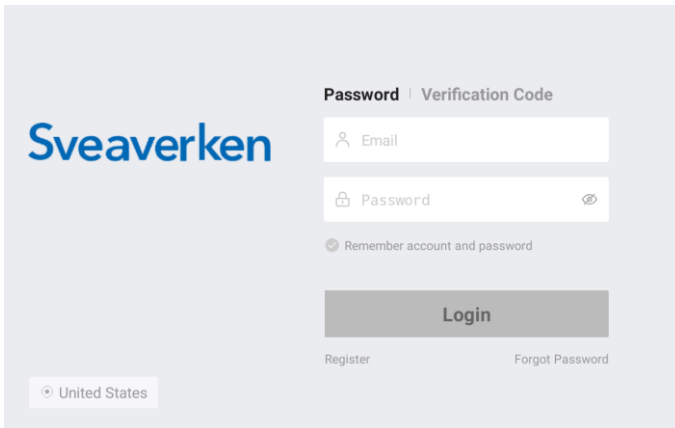 Password | Verification Code
Sveaverken
Email
Password
Remember account and password
Login
Register Forgot Password
United States